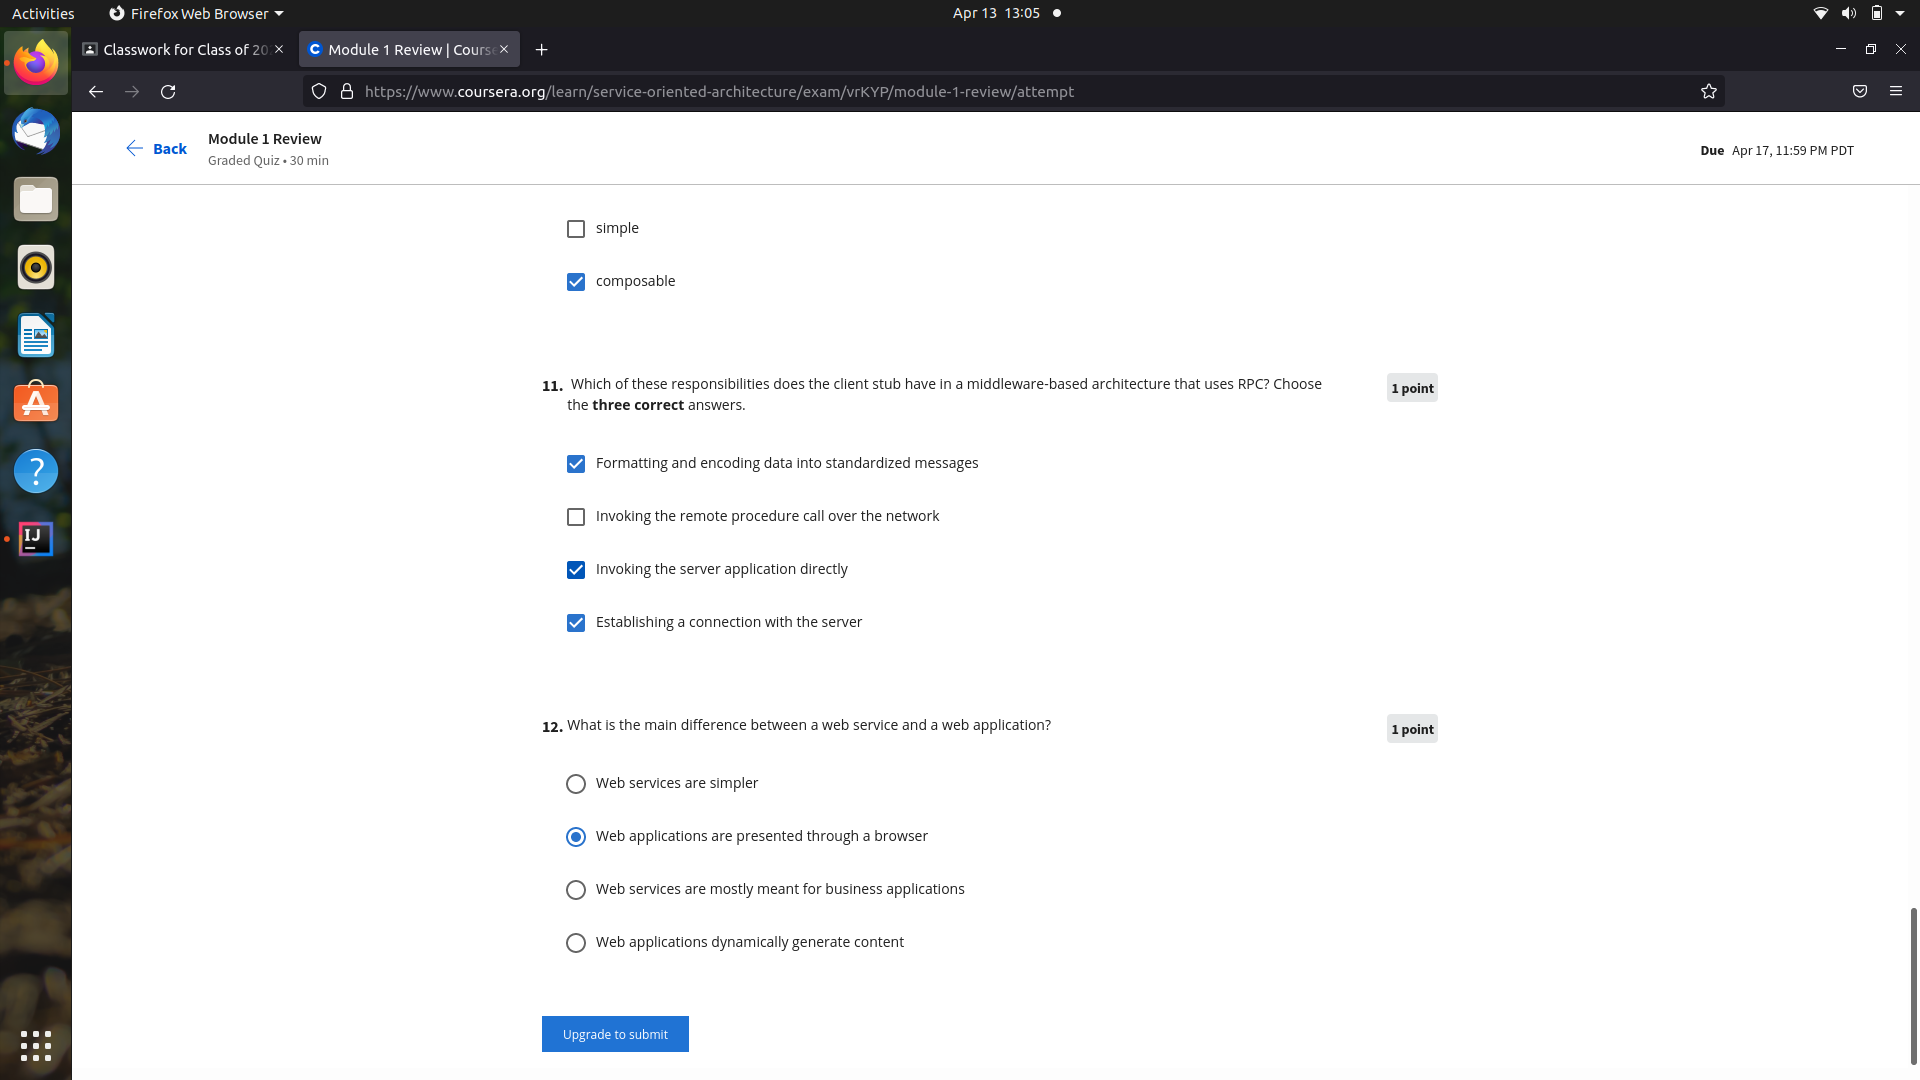 Activities
Firefox Web Browser
Apr 13 13:05
Classwork for Class of 20
Module 1 Review | Cours
https://www.coursera.org/learn/service-oriented-architecture/exam/vrKYP/module-1-review/attempt
Back
Module 1 Review
Graded Quiz • 30 min
Due Apr 17, 11:59 PM PDT
simple
composable
11. Which of these responsibilities does the client stub have in a middleware-based architecture that uses RPC? Choose
the three correct answers.
1 point
Formatting and encoding data into standardized messages
Invoking the remote procedure call over the network
Invoking the server application directly
Establishing a connection with the server
12. What is the main difference between a web service and a web application?
1 point
Web services are simpler
Web applications are presented through a browser
Web services are mostly meant for business applications
Web applications dynamically generate content
Upgrade to submit
IJ